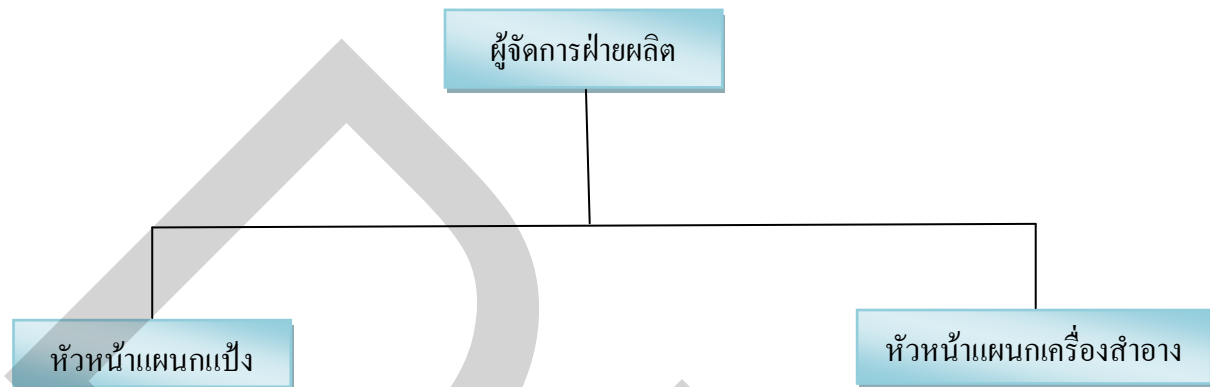 ผู้จัดการฝ่ายผลิต
หัวหน้าแผนกแป้ง
หัวหน้าแผนกเครื่องสำอาง